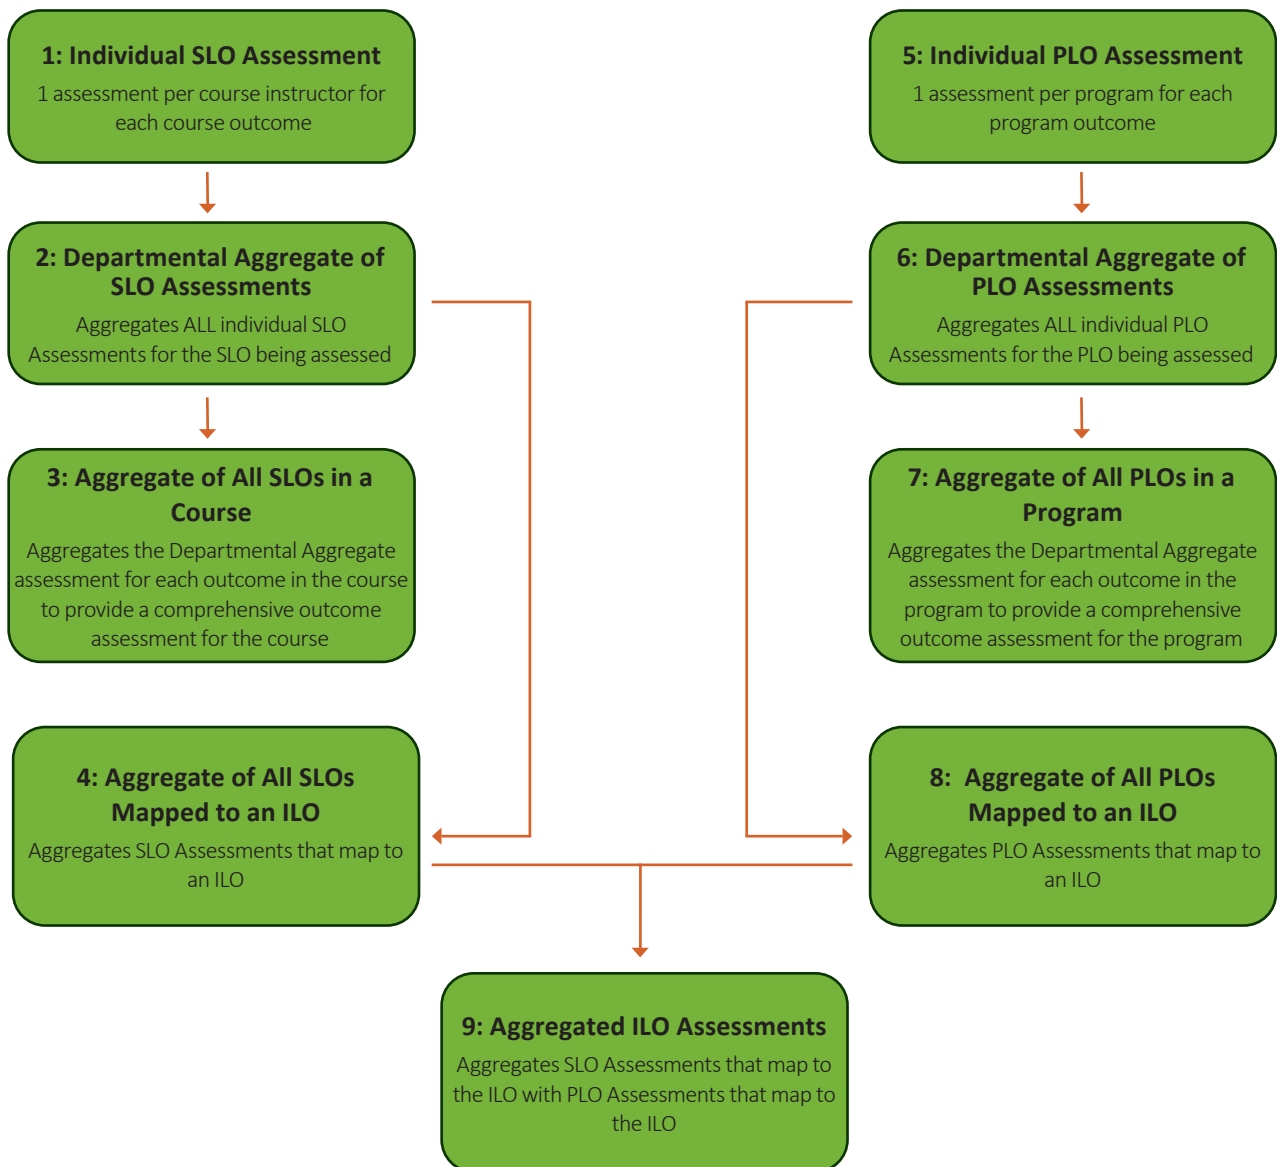 1: Individual SLO Assessment
1 assessment per course instructor for
each course outcome
2: Departmental Aggregate of
SLO Assessments
Aggregates ALL individual SLO
Assessments for the SLO being assessed
3: Aggregate of All SLOs in a
Course
Aggregates the Departmental Aggregate
assessment for each outcome in the course
to provide a comprehensive outcome
assessment for the course
4: Aggregate of All SLOs
Mapped to an ILO
Aggregates SLO Assessments that map to
an ILO
5: Individual PLO Assessment
1 assessment per program for each
program outcome
6: Departmental Aggregate of
PLO Assessments
Aggregates ALL individual PLO
Assessments for the PLO being assessed
7: Aggregate of All PLOs in a
Program
Aggregates the Departmental Aggregate
assessment for each outcome in the
program to provide a comprehensive
outcome assessment for the program
8:  Aggregate of All PLOs
Mapped to an ILO
Aggregates PLO Assessments that map to
an ILO
9: Aggregated ILO Assessments
Aggregates SLO Assessments that map to
the ILO with PLO Assessments that map to
the ILO